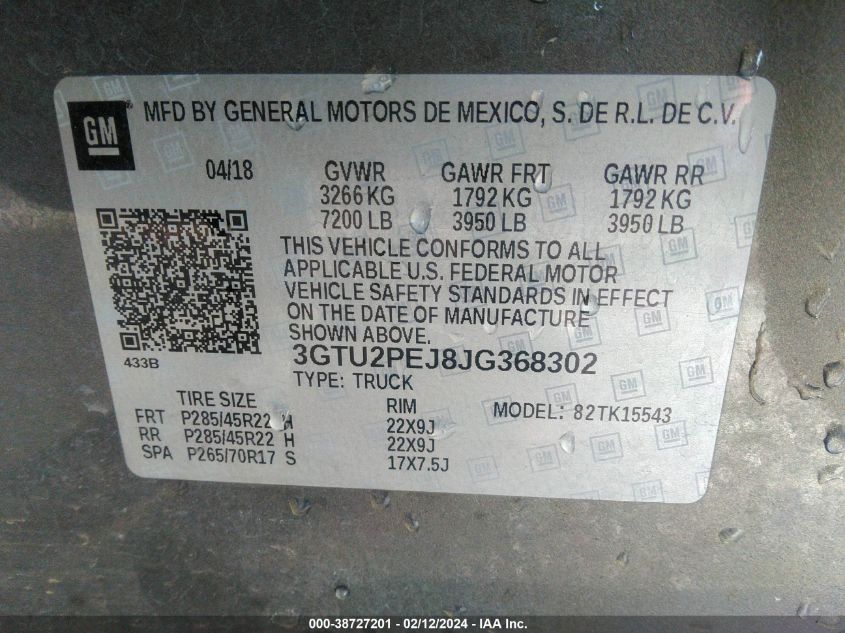 GM
MFD BY GENERAL MOTORS DE MEXICO, S. DE R.L. DE C.V.
04/18 GVWR GAWR FRT GAWR RR
3266 KG 1792 KG 1792 KG
7200 LB 3950 LB 3950 LB
THIS VEHICLE CONFORMS TO ALL
APPLICABLE U.S. FEDERAL MOTOR
VEHICLE SAFETY STANDARDS IN EFFECT
ON THE DATE OF MANUFACTURE
SHOWN ABOVE.
433B
3GTU2PEJ8JG368302
TYPE: TRUCK
TIRE SIZE RIM MODEL: 82TK15543
FRT P285/45R22 H 22X9J
RR P285/45R22 H 22X9J
SPA P265/70R17 S 17X7.5J
000-38727201 - 02/12/2024 - IAA Inc.